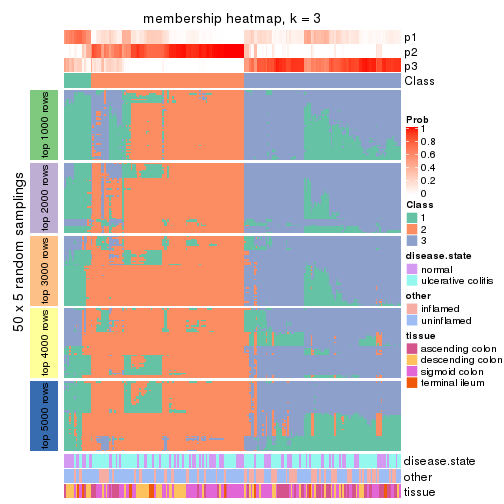 membership heatmap, k = 3
p1
p2
p3
Class
50 x 5 random samplings
top 1000 rows
top 2000 rows
top 3000 rows
top 4000 rows
top 5000 rows
disease.state
other
tissue
Prob
1
0.8
0.6
0.4
0.2
0
Class
1
2
3
disease.state
normal
ulcerative colitis
other
inflamed
uninflamed
tissue
ascending colon
descending colon
sigmoid colon
terminal ileum